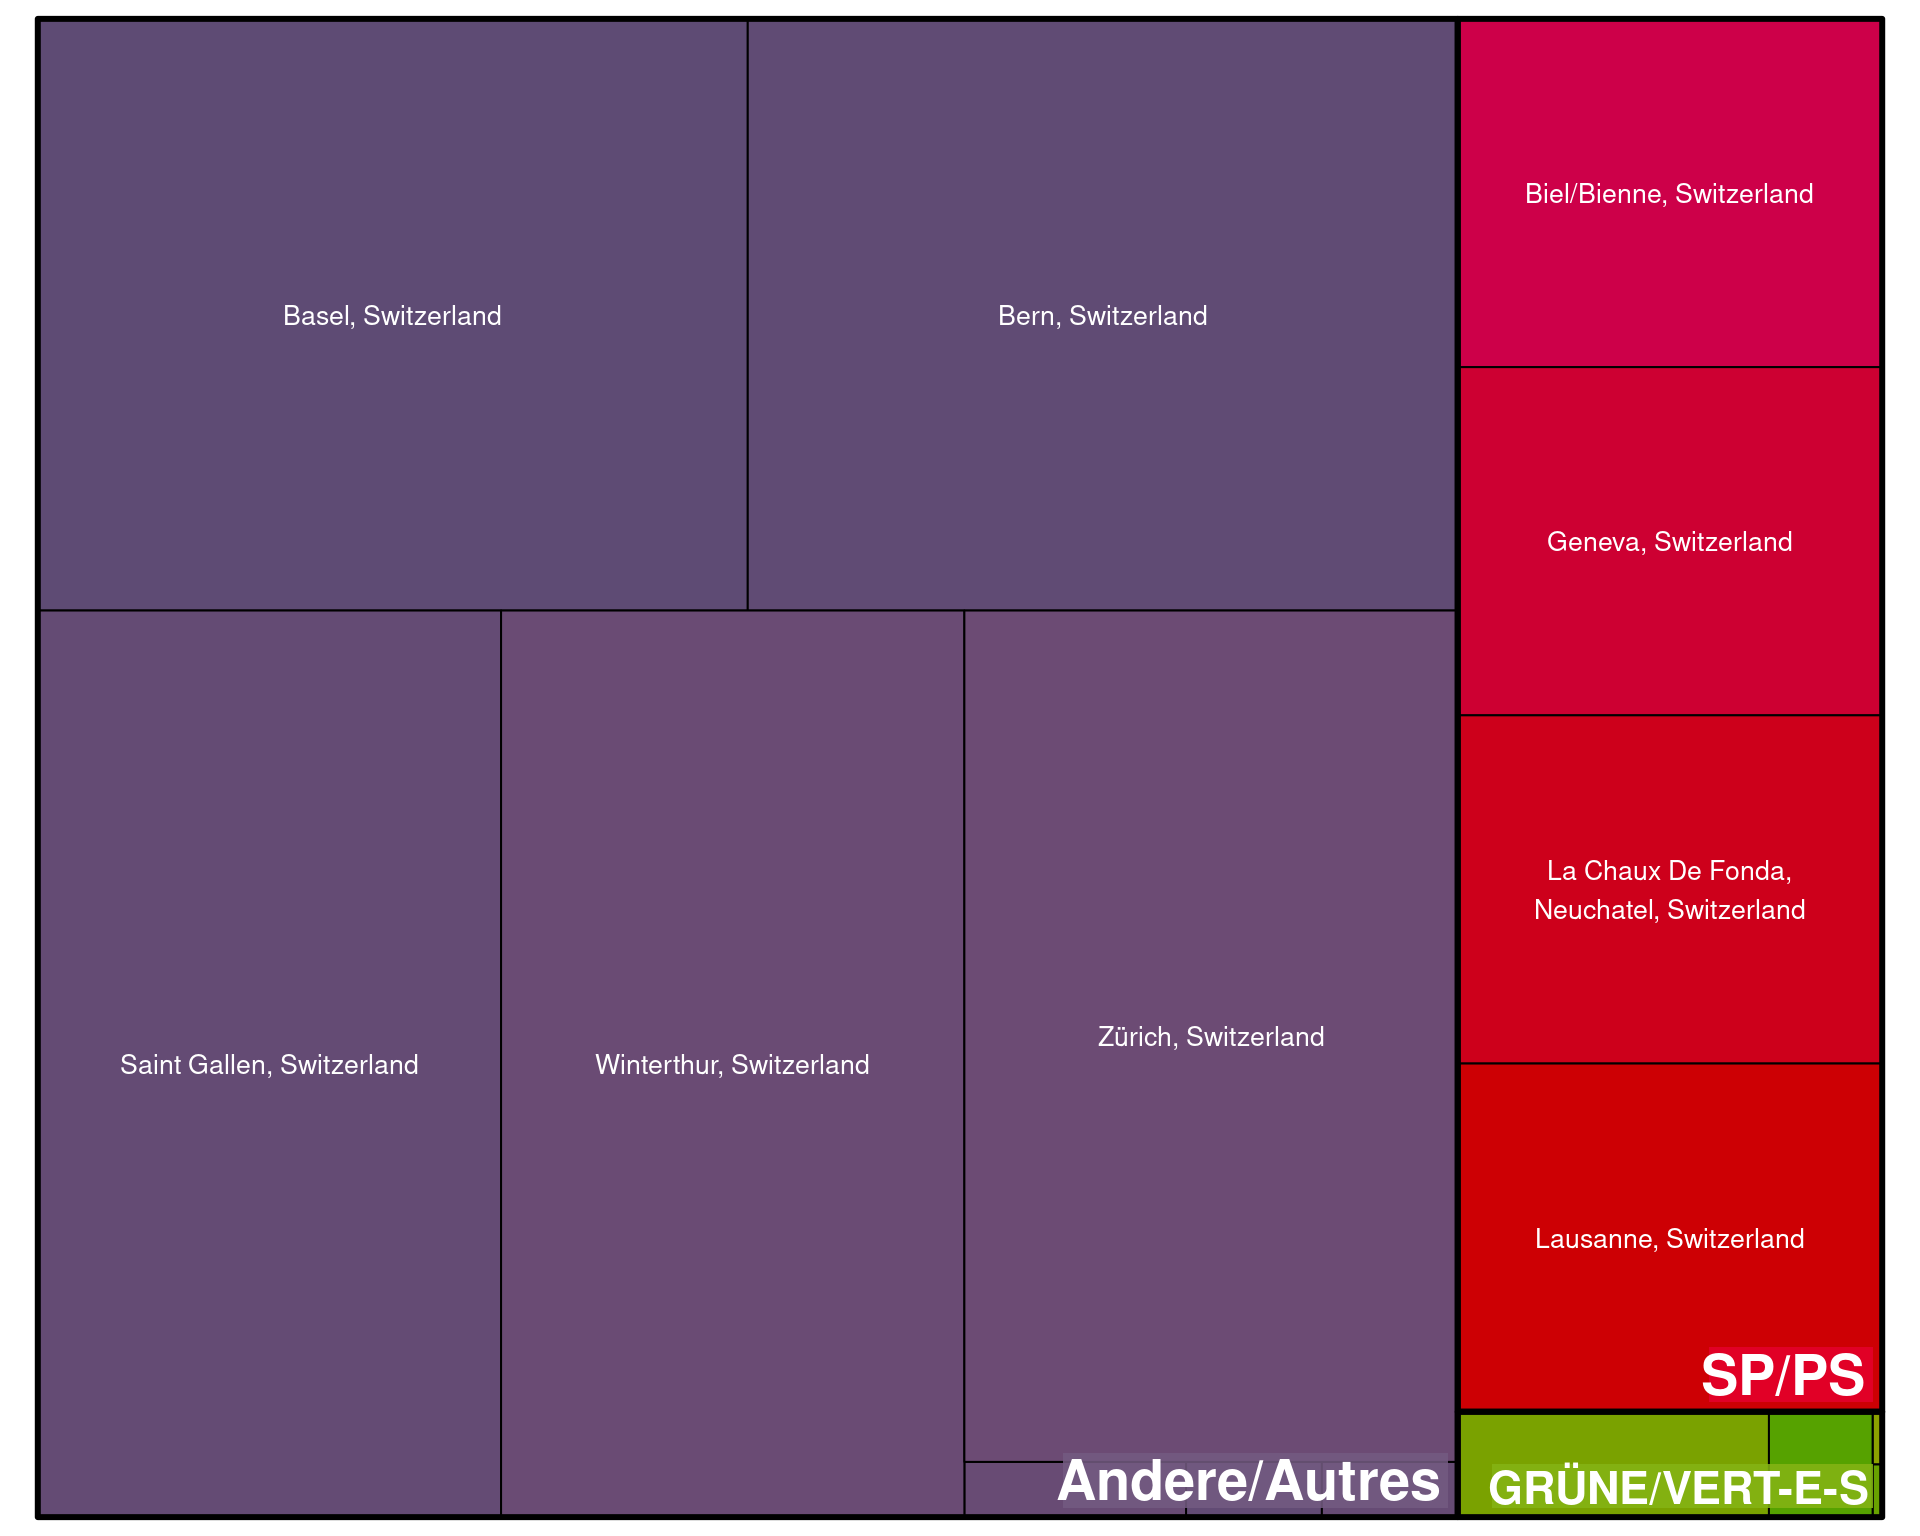 Basel, Switzerland
Bern, Switzerland
Biel/Bienne, Switzerland
Geneva, Switzerland
La Chaux De Fonda,
Neuchatel, Switzerland
Saint Gallen, Switzerland
Winterthur, Switzerland
Zürich, Switzerland
Lausanne, Switzerland
SP/PS
Andere/Autres
GRÜNE/VERT-E-S